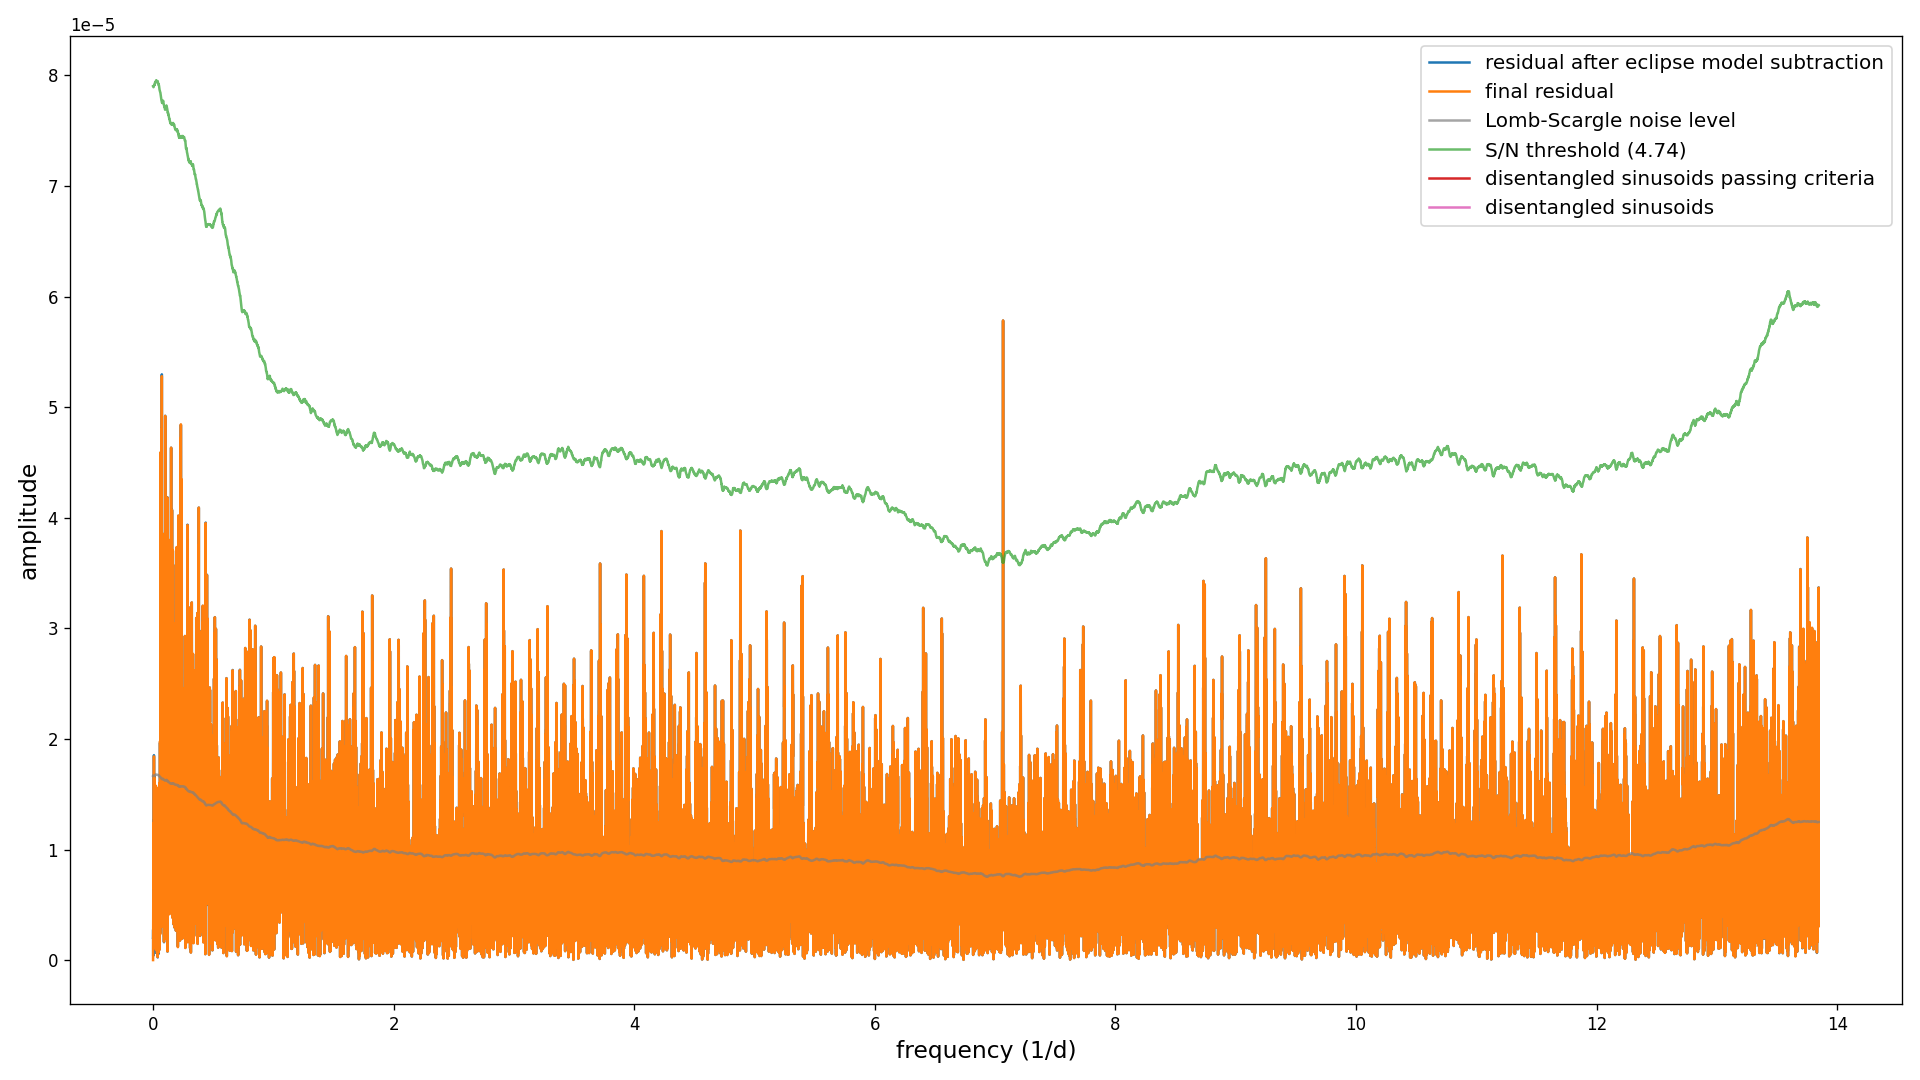 1e−5
residual after eclipse model subtraction
final residual
Lomb-Scargle noise level
S/N threshold (4.74)
disentangled sinusoids passing criteria
disentangled sinusoids
8
7
6
5
4
3
2
1
0
amplitude
0 2 4 6 8 10 12 14
frequency (1/d)